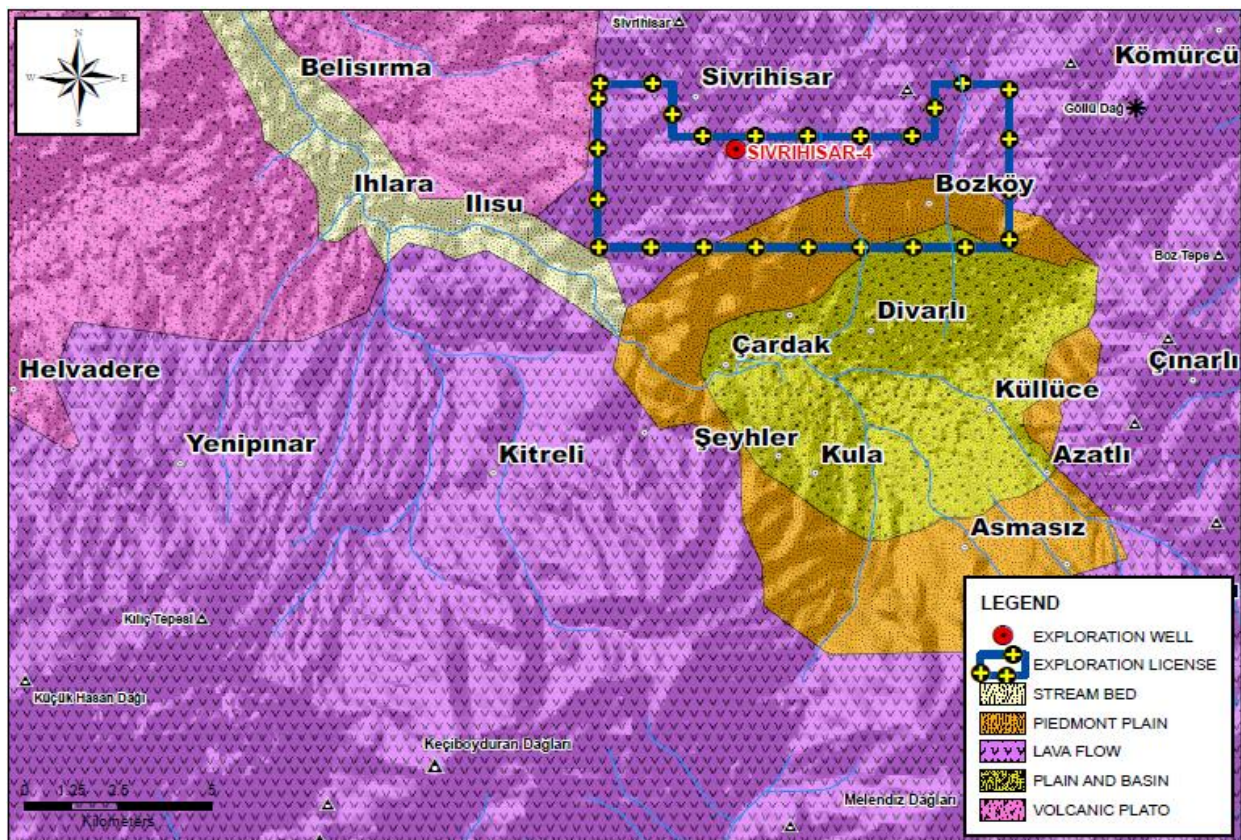 N
W E
S
Sivrihisar
Kömürcü
Belisırma
Sivrihisar
Göllü Dağ
SIVRIHISAR-4
Ihlara
Ilısu
Bozköy
Boz Tepe
Divarlı
Çardak
Çınarlı
Helvadere
Küllüce
Yenipınar
Kitreli
Şeyhler
Kula
Azatlı
Asmasız
Kılıç Tepesi
Küçük Hasan Dağı
Keçiboyduran Dağları
Melendiz Dağları
0 1.25 2.5 5
Kilometers
LEGEND
EXPLORATION WELL
EXPLORATION LICENSE
STREAM BED
PIEDMONT PLAIN
LAVA FLOW
PLAIN AND BASIN
VOLCANIC PLATO